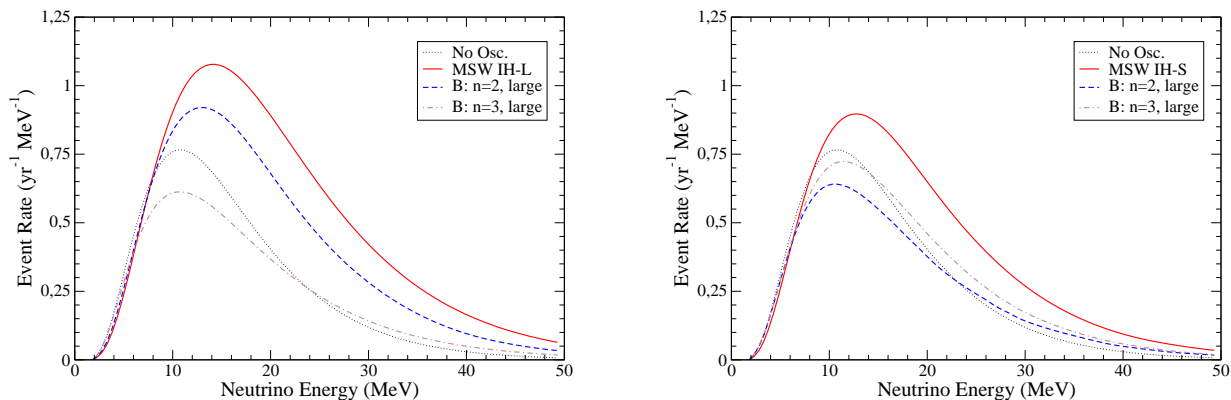 1,25
1
0,75
0,5
0,25
0
Event Rate (yr⁻¹ MeV⁻¹)
No Osc.
MSW IH-L
B: n=2, large
B: n=3, large
0 10 20 30 40 50
Neutrino Energy (MeV)
1,25
1
0,75
0,5
0,25
0
Event Rate (yr⁻¹ MeV⁻¹)
No Osc.
MSW IH-S
B: n=2, large
B: n=3, large
0 10 20 30 40 50
Neutrino Energy (MeV)